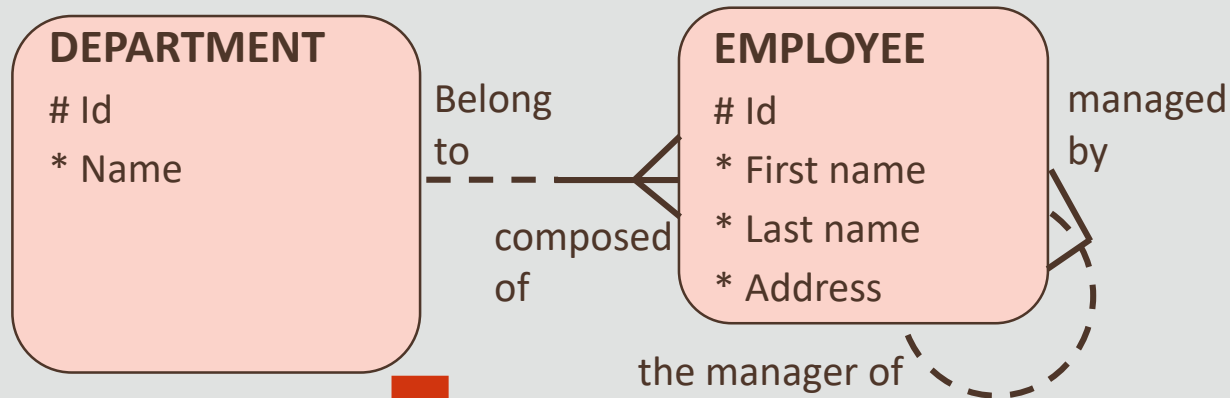 DEPARTMENT
# Id
* Name
Belong
to
composed
of
EMPLOYEE
# Id
* First name
* Last name
* Address
managed
by
the manager of